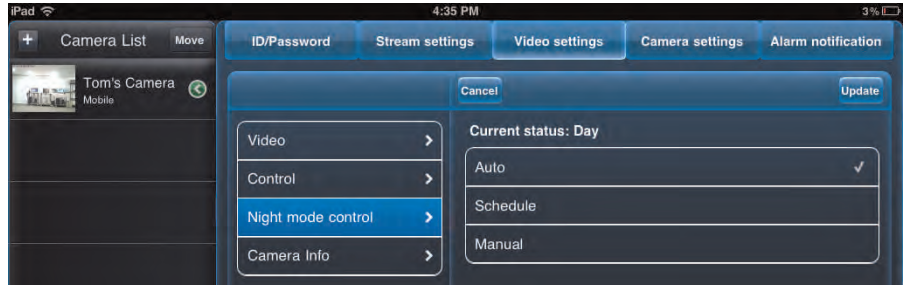 iPad 4:35 PM 3%
+ Camera List Move
ID/Password Stream settings Video settings Camera settings Alarm notification
Tom's Camera
Mobile
Cancel Update
Video
Control
Night mode control
Camera Info
Current status: Day
Auto
Schedule
Manual